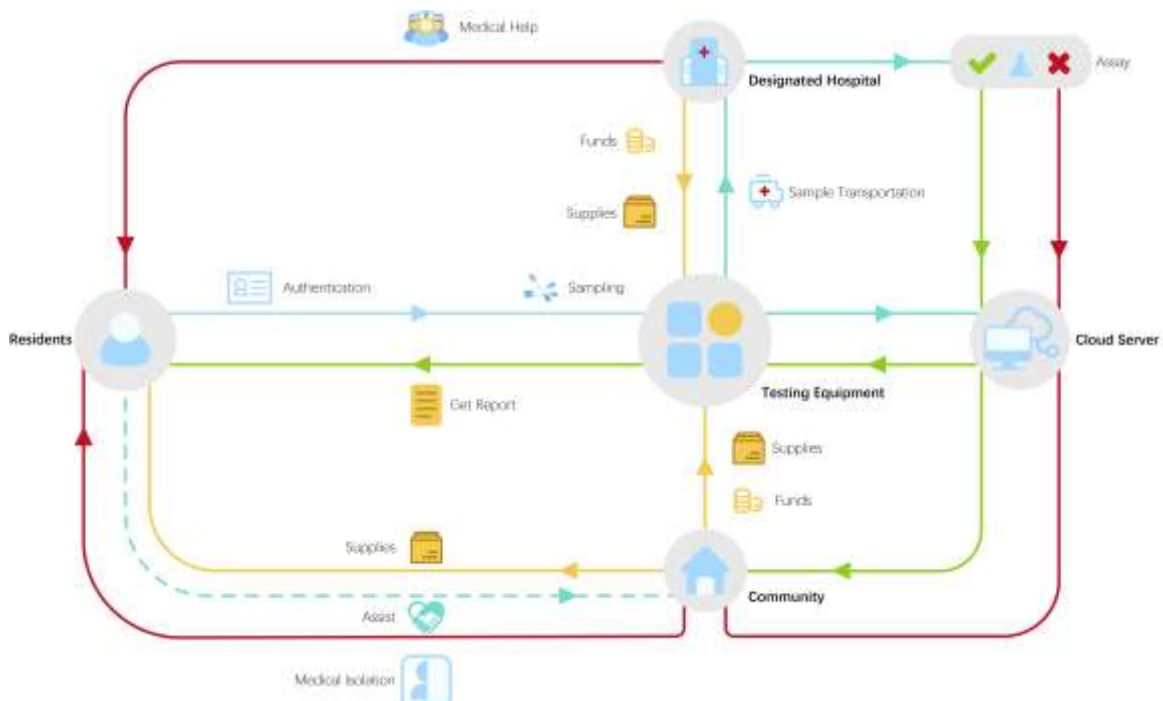 Medical Help
Assay
Designated Hospital
Funds
Supplies
Sample Transportation
Authentication
Sampling
Residents
Cloud Server
Testing Equipment
Get Report
Supplies
Funds
Supplies
Community
Assist
Medical Isolation